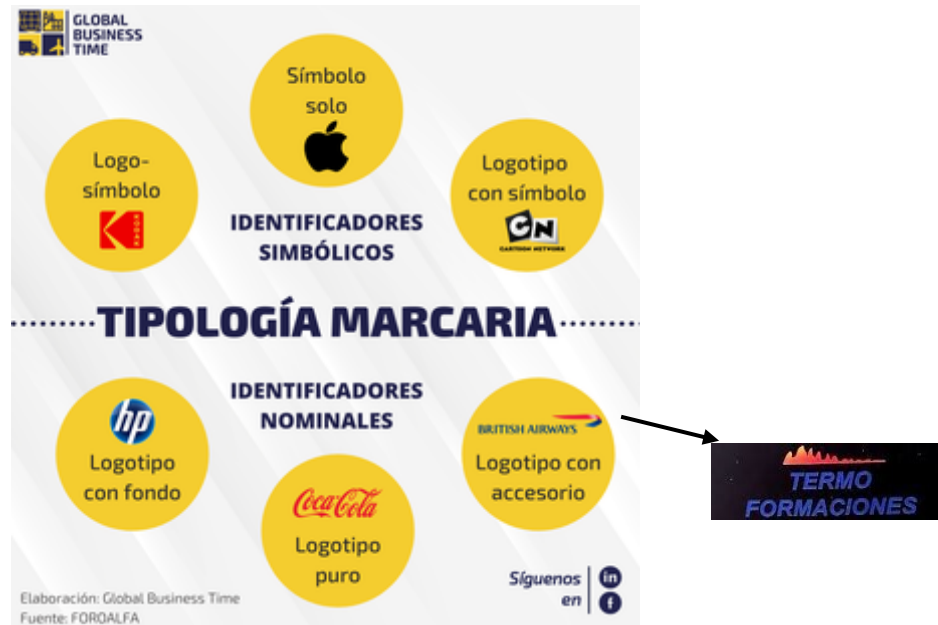 GLOBAL
BUSINESS
TIME
Símbolo
solo
Logo-
símbolo
KODAK
Logotipo
con símbolo
CN
CARTOON NETWORK
IDENTIFICADORES
SIMBÓLICOS
TIPOLOGÍA MARCARIA
IDENTIFICADORES
NOMINALES
hp
Logotipo
con fondo
Coca-Cola
Logotipo
puro
BRITISH AIRWAYS
Logotipo con
accesorio
TERMO
FORMACIONES
Síguenos
en
in
f
Elaboración: Global Business Time
Fuente: FOROALFA